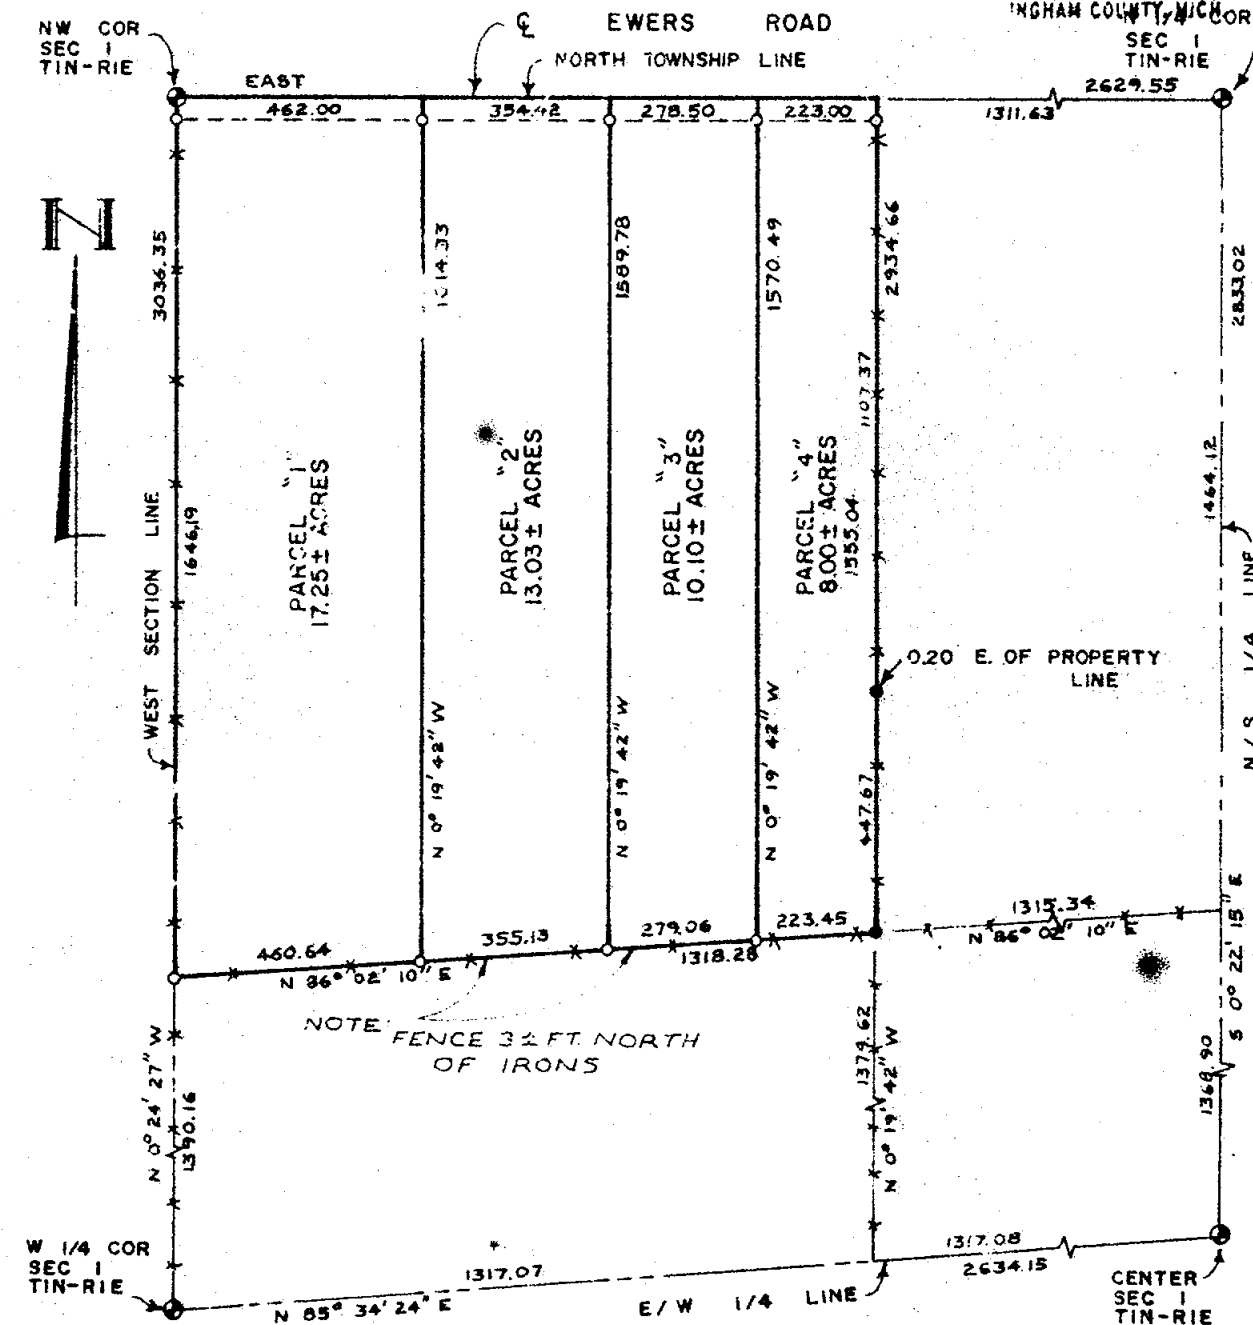 NW COR
SEC 1
T1N-R1E
℄ EWERS ROAD
NORTH TOWNSHIP LINE
INGHAM COUNTY, MICH
N 1/4 COR
SEC 1
T1N-R1E
EAST
2629.55
462.00
354.42
278.50
223.00
1311.63
N
3036.35
1589.78
1570.49
2934.66
2833.02
1107.37
1464.12
WEST SECTION LINE
1646.19
PARCEL "1"
17.25± ACRES
PARCEL "2"
13.03± ACRES
PARCEL "3"
10.10± ACRES
PARCEL "4"
8.00± ACRES
1555.04
N/S 1/4 LINE
0.20 E. OF PROPERTY
LINE
N 0° 19' 42" W
N 0° 19' 42" W
N 0° 19' 42" W
447.67
460.64
355.13
279.06
223.45
1315.34
N 86° 02' 10" E
1318.28
N 86° 02' 10" E
S 0° 22' 15" E
NOTE: FENCE 3± FT. NORTH
OF IRONS
N 0° 24' 27" W
1390.16
1379.62
N 0° 19' 42" W
1368.90
W 1/4 COR
SEC 1
T1N-R1E
1317.07
N 85° 34' 24" E
E/W 1/4 LINE
1317.08
2634.15
CENTER
SEC 1
T1N-R1E